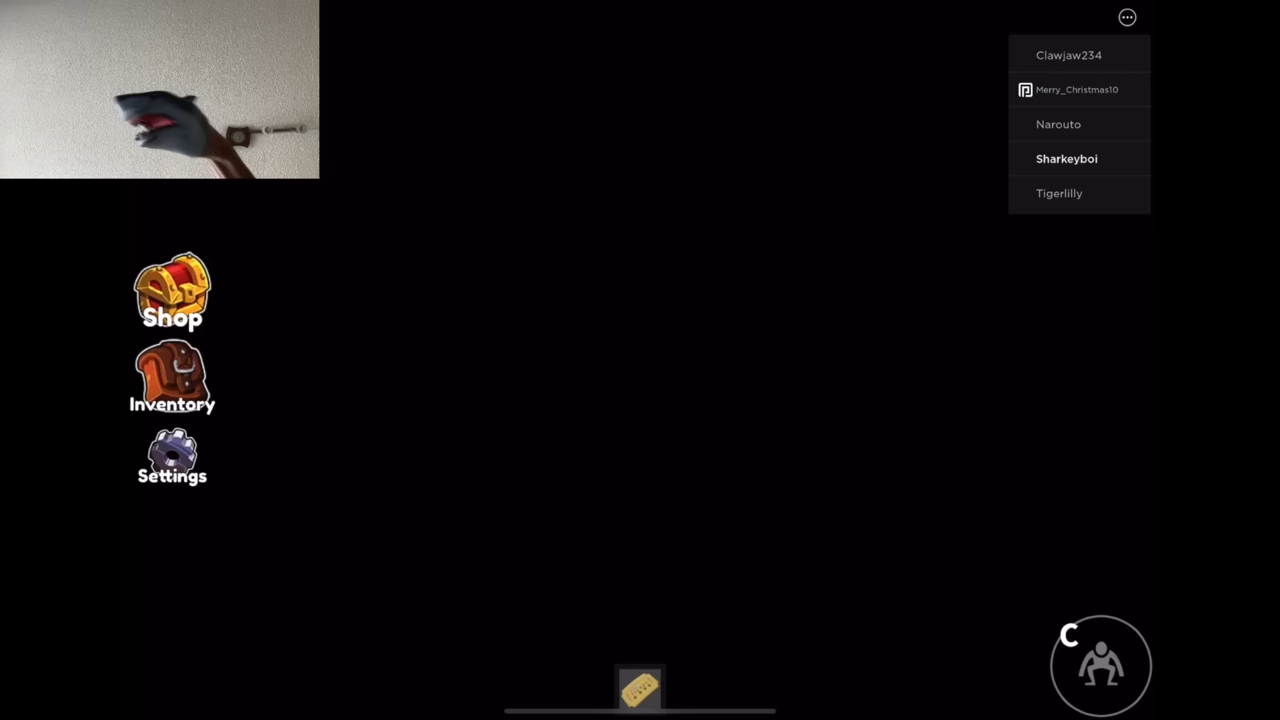 Clawjaw234
Merry_Christmas10
Narouto
Sharkeyboi
Tigerlilly
Shop
Inventory
Settings
C